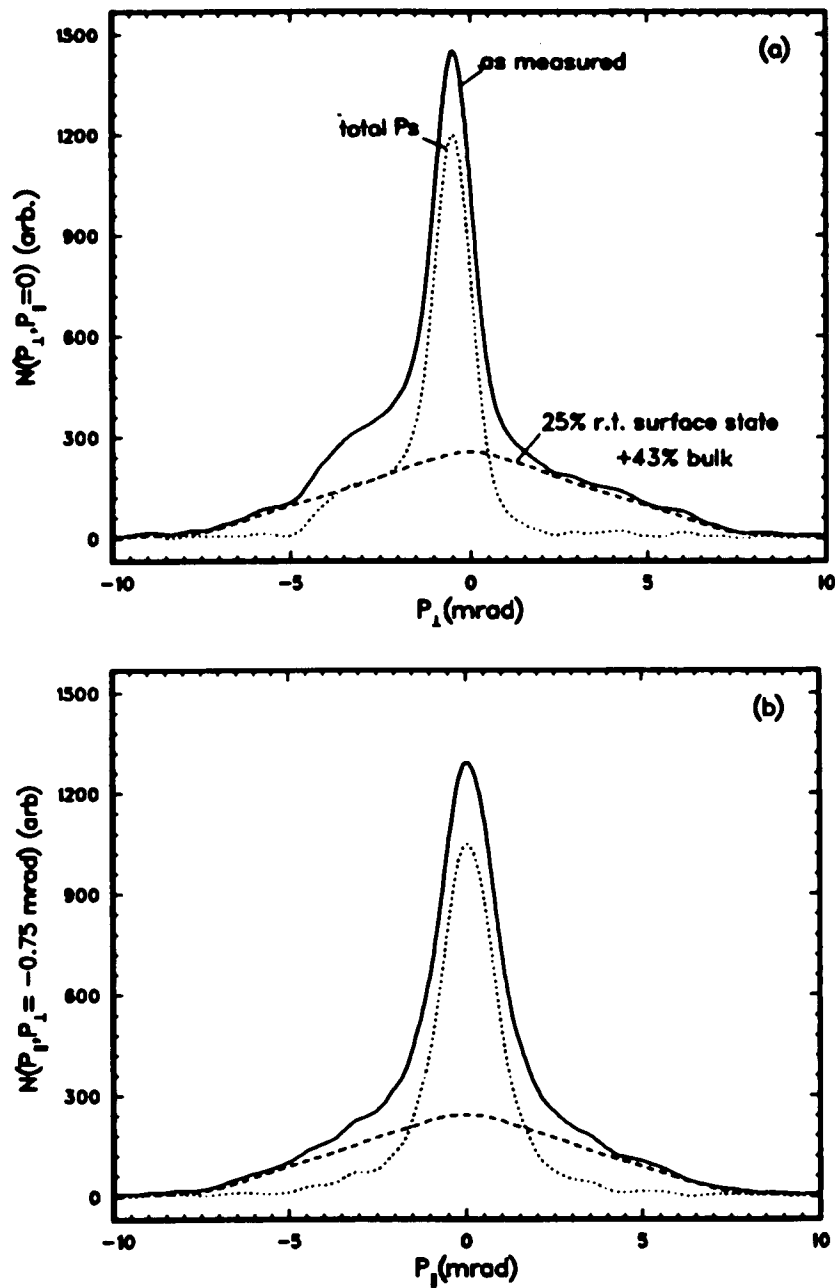 (a)
1500
1200
900
600
300
0
N(P⊥,P∥=0) (arb.)
as measured
total Ps
25% r.t. surface state
+43% bulk
-10
-5
0
5
10
P⊥(mrad)
(b)
1500
1200
900
600
300
0
N(P∥,P⊥= -0.75 mrad) (arb)
-10
-5
0
5
10
P∥(mrad)